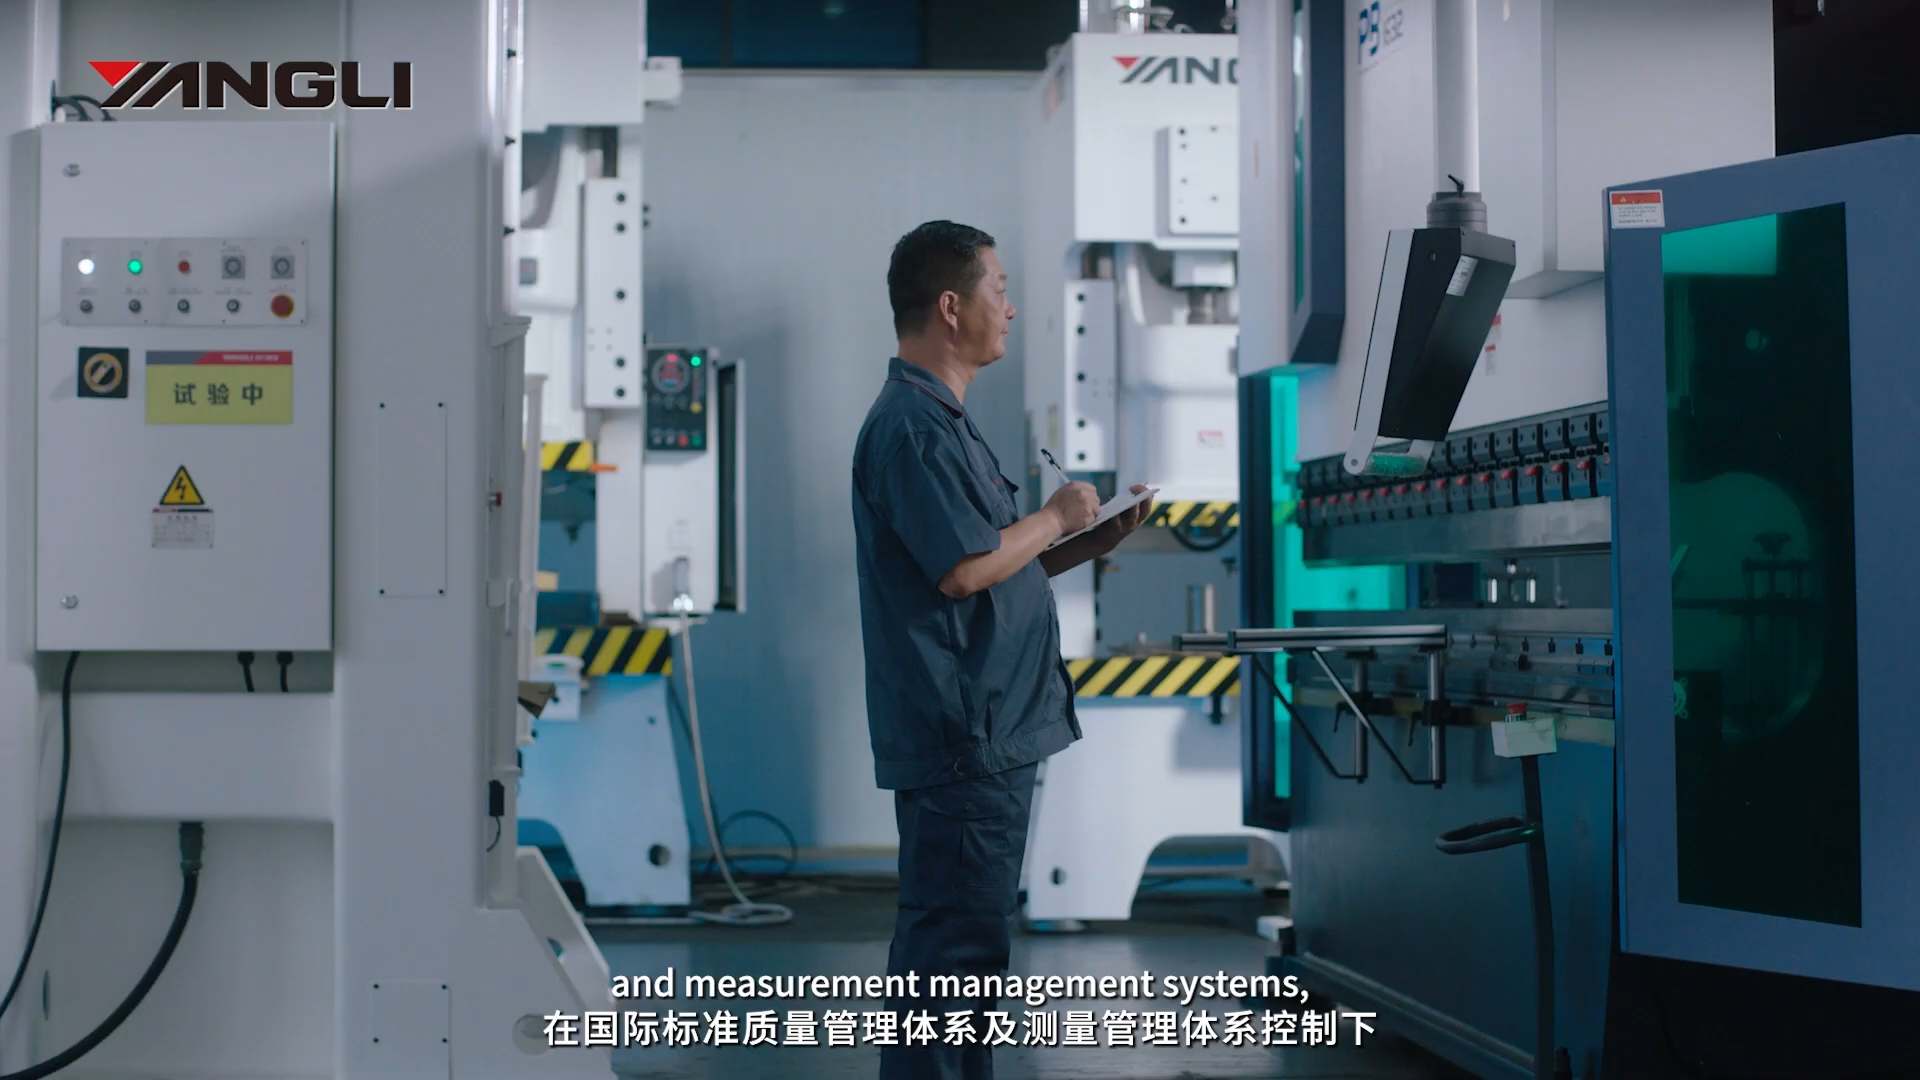 YANGLI
YANG
PB 1632
试验中
and measurement management systems,
在国际标准质量管理体系及测量管理体系控制下